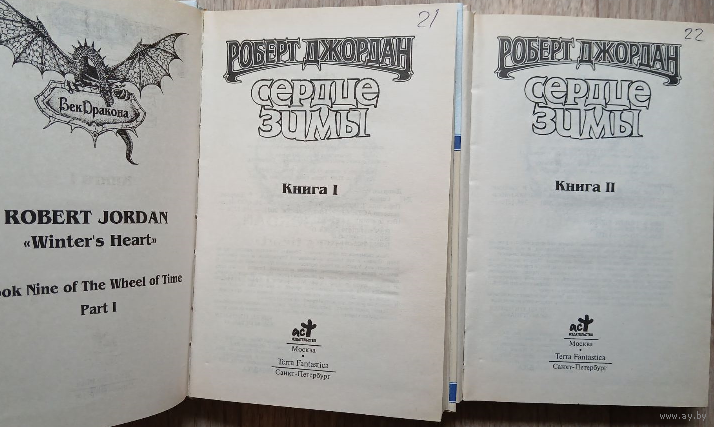 Век Дракона
ROBERT JORDAN
«Winter's Heart»
ook Nine of The Wheel of Time
Part I
21
РОБЕРТ ДЖОРДАН
СЕРДЦЕ
ЗИМЫ
Книга I
аст
ИЗДАТЕЛЬСТВО
Москва
Terra Fantastica
Санкт-Петербург
22
РОБЕРТ ДЖОРДАН
СЕРДЦЕ
ЗИМЫ
Книга II
аст
ИЗДАТЕЛЬСТВО
Москва
Terra Fantastica
Санкт-Петербург
www.ay.by